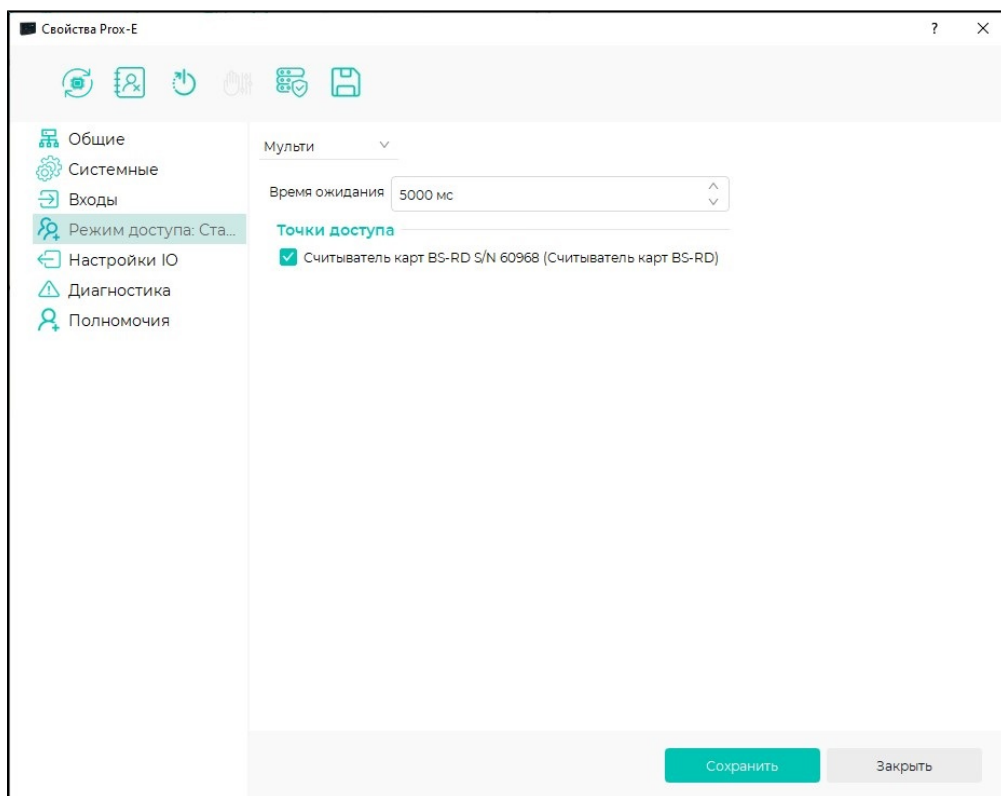 Свойства Prox-E
?
Общие
Системные
Входы
Режим доступа: Ста...
Настройки IO
Диагностика
Полномочия
Мульти
Время ожидания
5000 мс
Точки доступа
Считыватель карт BS-RD S/N 60968 (Считыватель карт BS-RD)
Сохранить
Закрыть